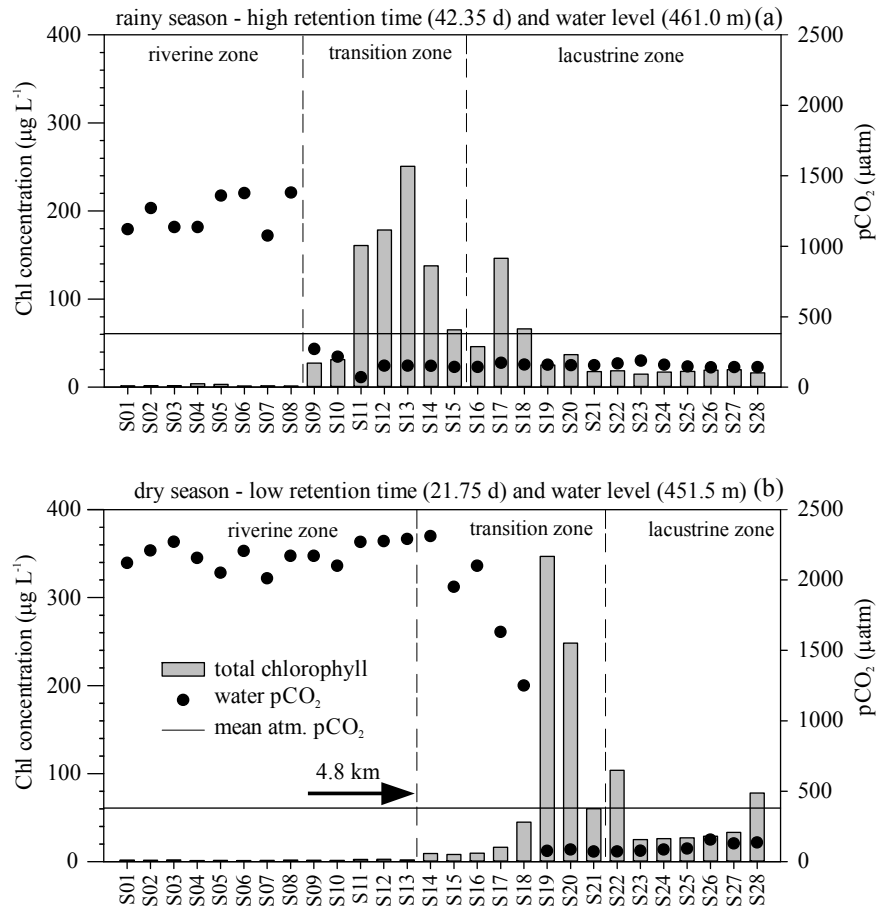 rainy season - high retention time (42.35 d) and water level (461.0 m) (a)
riverine zone transition zone lacustrine zone
Chl concentration (µg L⁻¹)
400
300
200
100
0
2500
2000
1500
1000
500
0
pCO₂ (µatm)
S01 S02 S03 S04 S05 S06 S07 S08 S09 S10 S11 S12 S13 S14 S15 S16 S17 S18 S19 S20 S21 S22 S23 S24 S25 S26 S27 S28
dry season - low retention time (21.75 d) and water level (451.5 m) (b)
riverine zone transition zone lacustrine zone
Chl concentration (µg L⁻¹)
400
300
200
100
0
total chlorophyll
water pCO₂
mean atm. pCO₂
4.8 km
2500
2000
1500
1000
500
0
pCO₂ (µatm)
S01 S02 S03 S04 S05 S06 S07 S08 S09 S10 S11 S12 S13 S14 S15 S16 S17 S18 S19 S20 S21 S22 S23 S24 S25 S26 S27 S28